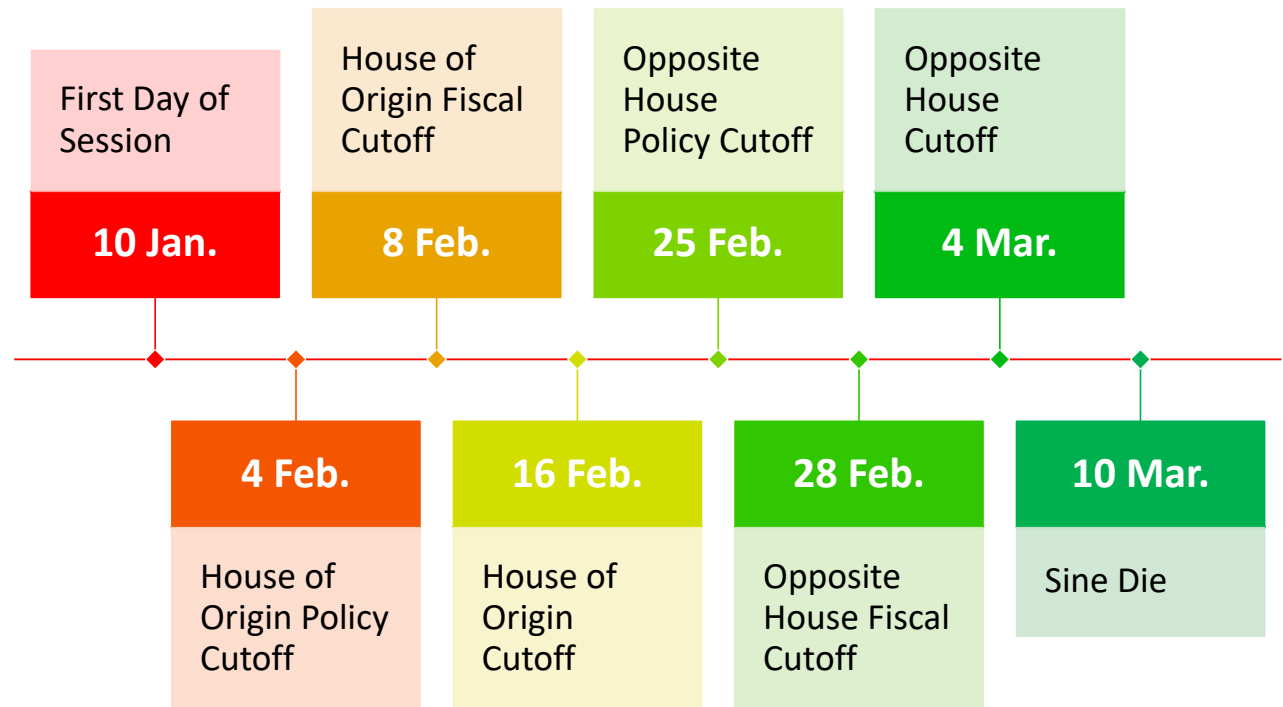 First Day of
Session
10 Jan.
House of
Origin Fiscal
Cutoff
8 Feb.
Opposite
House
Policy Cutoff
25 Feb.
Opposite
House
Cutoff
4 Mar.
4 Feb.
House of
Origin Policy
Cutoff
16 Feb.
House of
Origin
Cutoff
28 Feb.
Opposite
House Fiscal
Cutoff
10 Mar.
Sine Die